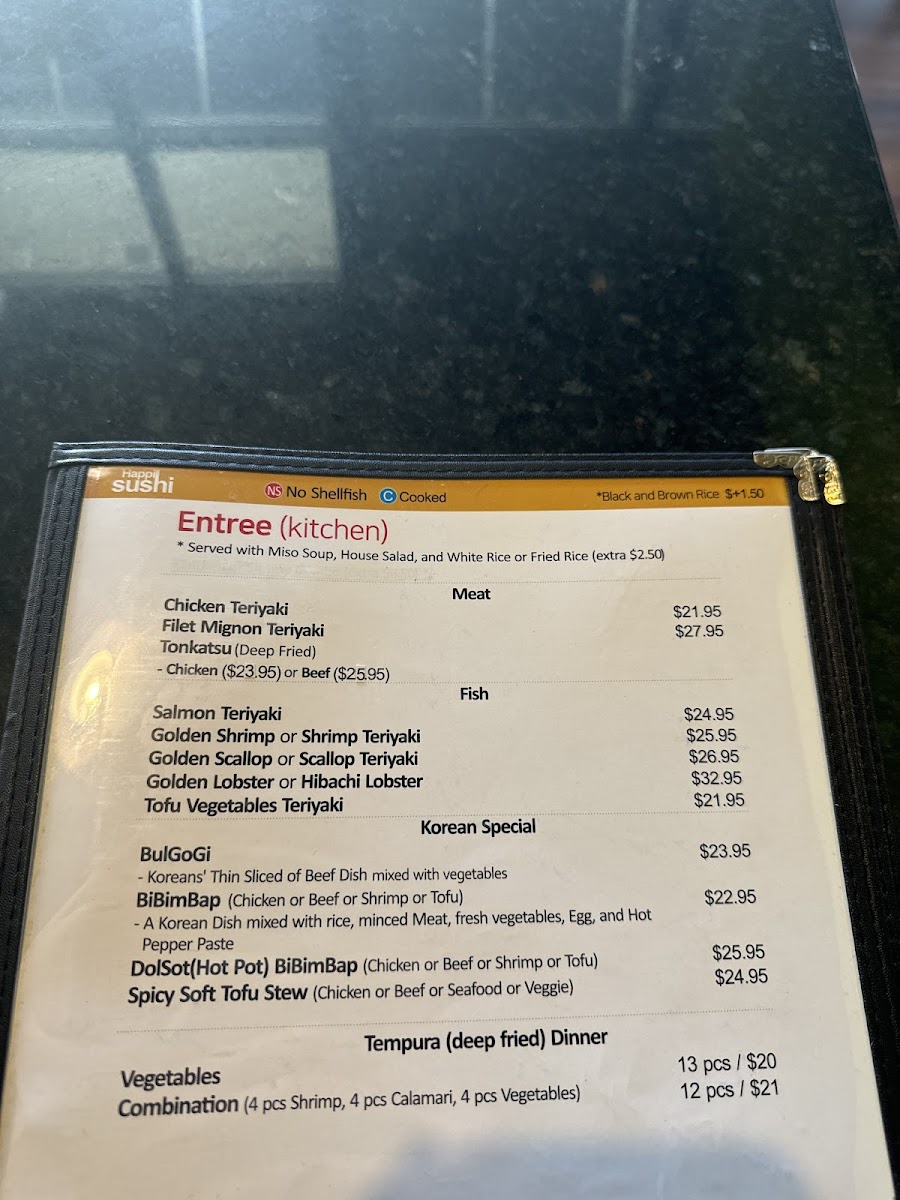 Happi
sushi
NS No Shellfish C Cooked *Black and Brown Rice $+1.50
Entree (kitchen)
* Served with Miso Soup, House Salad, and White Rice or Fried Rice (extra $2.50)
Meat
Chicken Teriyaki $21.95
Filet Mignon Teriyaki $27.95
Tonkatsu (Deep Fried)
- Chicken ($23.95) or Beef ($25.95)
Fish
Salmon Teriyaki $24.95
Golden Shrimp or Shrimp Teriyaki $25.95
Golden Scallop or Scallop Teriyaki $26.95
Golden Lobster or Hibachi Lobster $32.95
Tofu Vegetables Teriyaki $21.95
Korean Special
BulGoGi $23.95
- Koreans' Thin Sliced of Beef Dish mixed with vegetables
BiBimBap (Chicken or Beef or Shrimp or Tofu) $22.95
- A Korean Dish mixed with rice, minced Meat, fresh vegetables, Egg, and Hot
Pepper Paste
DolSot(Hot Pot) BiBimBap (Chicken or Beef or Shrimp or Tofu) $25.95
Spicy Soft Tofu Stew (Chicken or Beef or Seafood or Veggie) $24.95
Tempura (deep fried) Dinner
Vegetables 13 pcs / $20
Combination (4 pcs Shrimp, 4 pcs Calamari, 4 pcs Vegetables) 12 pcs / $21